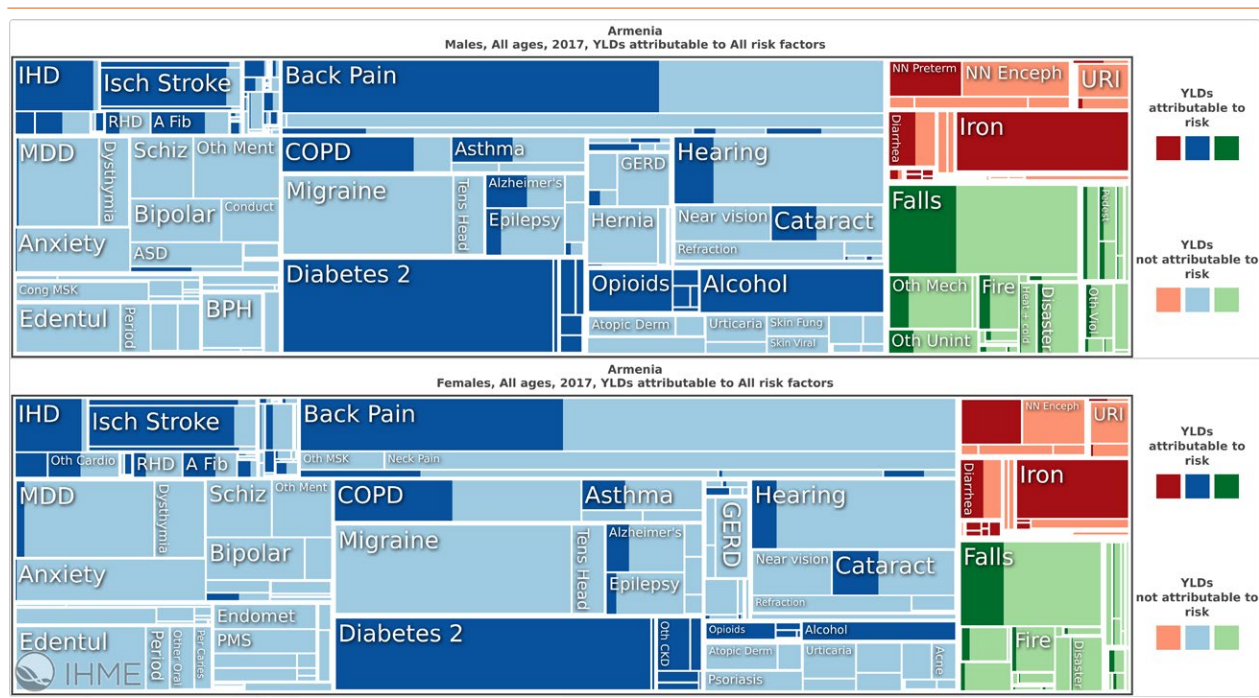 Armenia
Males, All ages, 2017, YLDs attributable to All risk factors
IHD
Isch Stroke
Back Pain
NN Preterm
NN Enceph
URI
RHD
A Fib
MDD
Dysthymia
Schiz
Oth Ment
COPD
Asthma
GERD
Hearing
Diarrhea
Iron
Migraine
Tens Head
Alzheimer's
Bipolar
Conduct
Epilepsy
Hernia
Near vision
Cataract
Falls
Pedest
Anxiety
ASD
Refraction
Diabetes 2
Opioids
Alcohol
Cong MSK
Edentul
Period
BPH
Oth Mech
Fire
Heat + cold
Disaster
Oth Viol
Atopic Derm
Urticaria
Skin Fung
Skin Viral
Oth Unint
YLDs
attributable to
risk
YLDs
not attributable to
risk
Armenia
Females, All ages, 2017, YLDs attributable to All risk factors
IHD
Isch Stroke
Back Pain
NN Enceph
URI
Oth Cardio
RHD
A Fib
Oth MSK
Neck Pain
MDD
Dysthymia
Schiz
Oth Ment
COPD
Asthma
GERD
Hearing
Diarrhea
Iron
Migraine
Tens Head
Alzheimer's
Bipolar
Anxiety
Epilepsy
Near vision
Cataract
Falls
Refraction
Endomet
PMS
Diabetes 2
Oth CKD
Opioids
Alcohol
Edentul
Period
Other Oral
Per Caries
Atopic Derm
Urticaria
Acne
Psoriasis
Fire
Disaster
IHME
YLDs
attributable to
risk
YLDs
not attributable to
risk